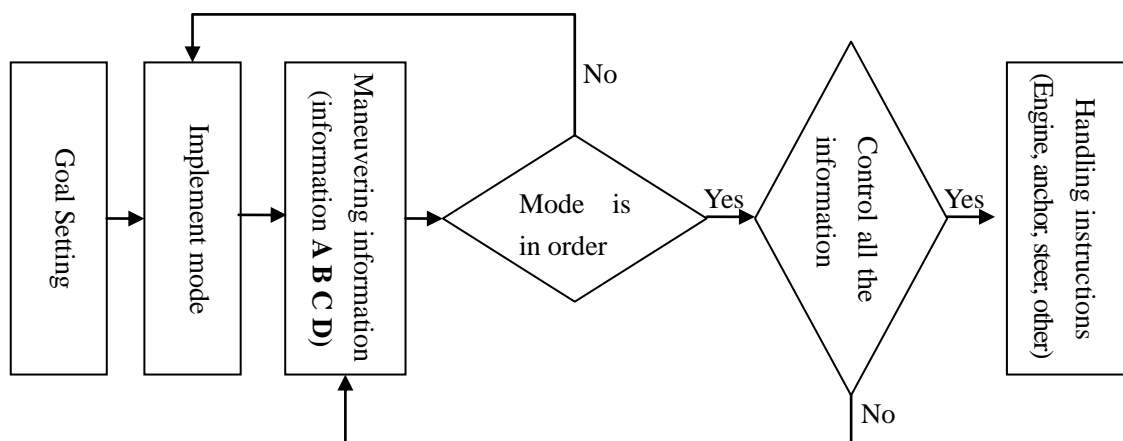 Goal Setting
Implement mode
Maneuvering information
(information A B C D)
Mode is
in order
No
Yes
Control all the
information
Yes
No
Handling instructions
(Engine, anchor, steer, other)